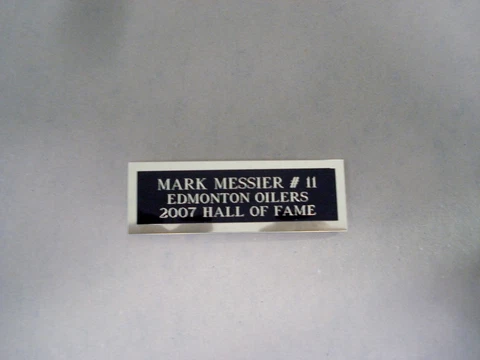 MARK MESSIER # 11
EDMONTON OILERS
2007 HALL OF FAME